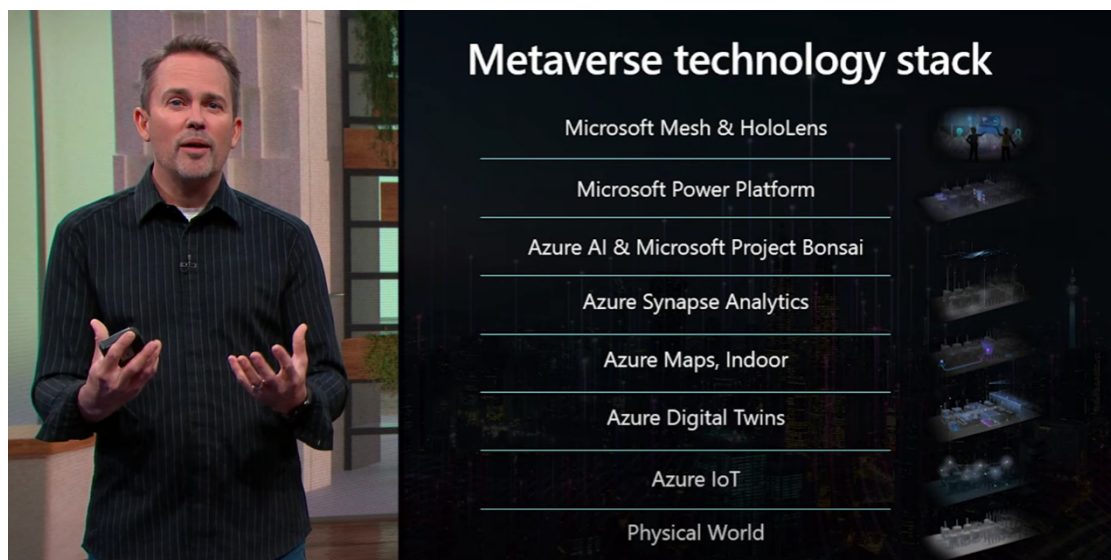 Metaverse technology stack
Microsoft Mesh & HoloLens
Microsoft Power Platform
Azure AI & Microsoft Project Bonsai
Azure Synapse Analytics
Azure Maps, Indoor
Azure Digital Twins
Azure IoT
Physical World